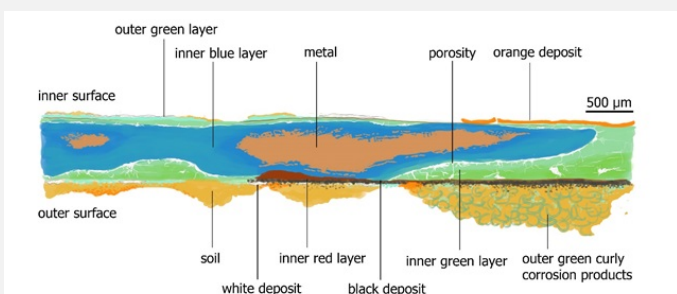 outer green layer
inner blue layer
metal
porosity
orange deposit
inner surface
500 µm
outer surface
soil
inner red layer
inner green layer
outer green curly
corrosion products
white deposit
black deposit